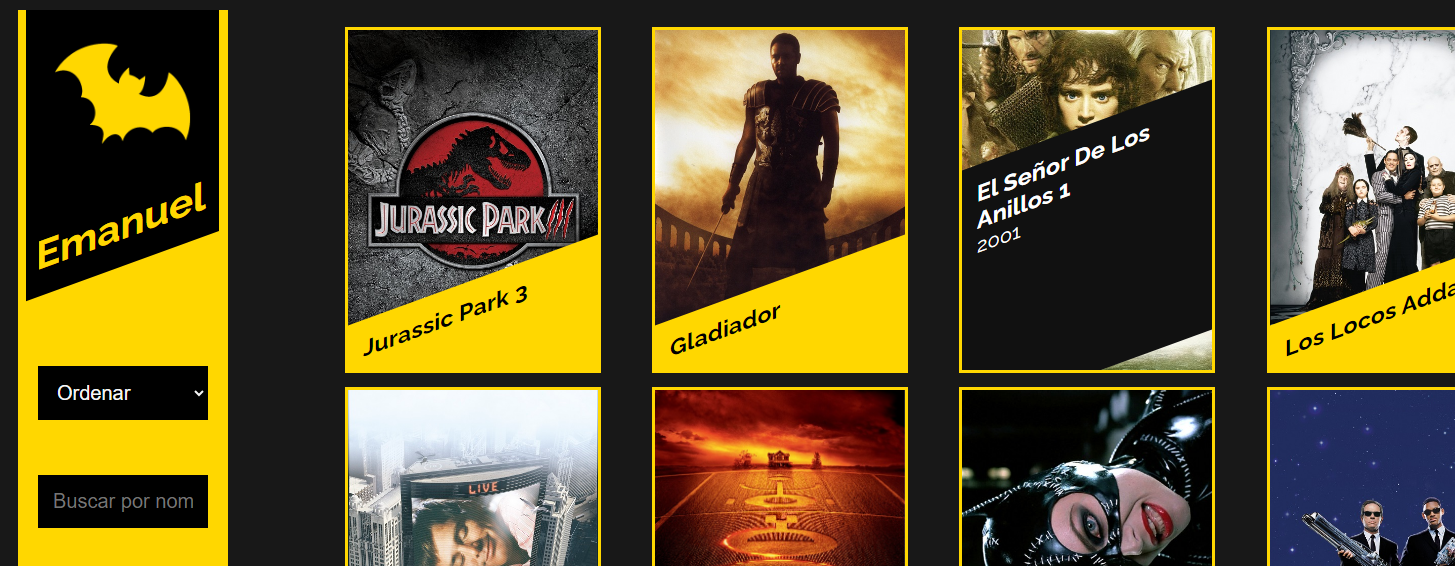 Emanuel
Ordenar
Buscar por nom
JURASSIC PARK
Jurassic Park 3
Gladiador
El Señor De Los
Anillos 1
2001
Los Locos Adda
LIVE